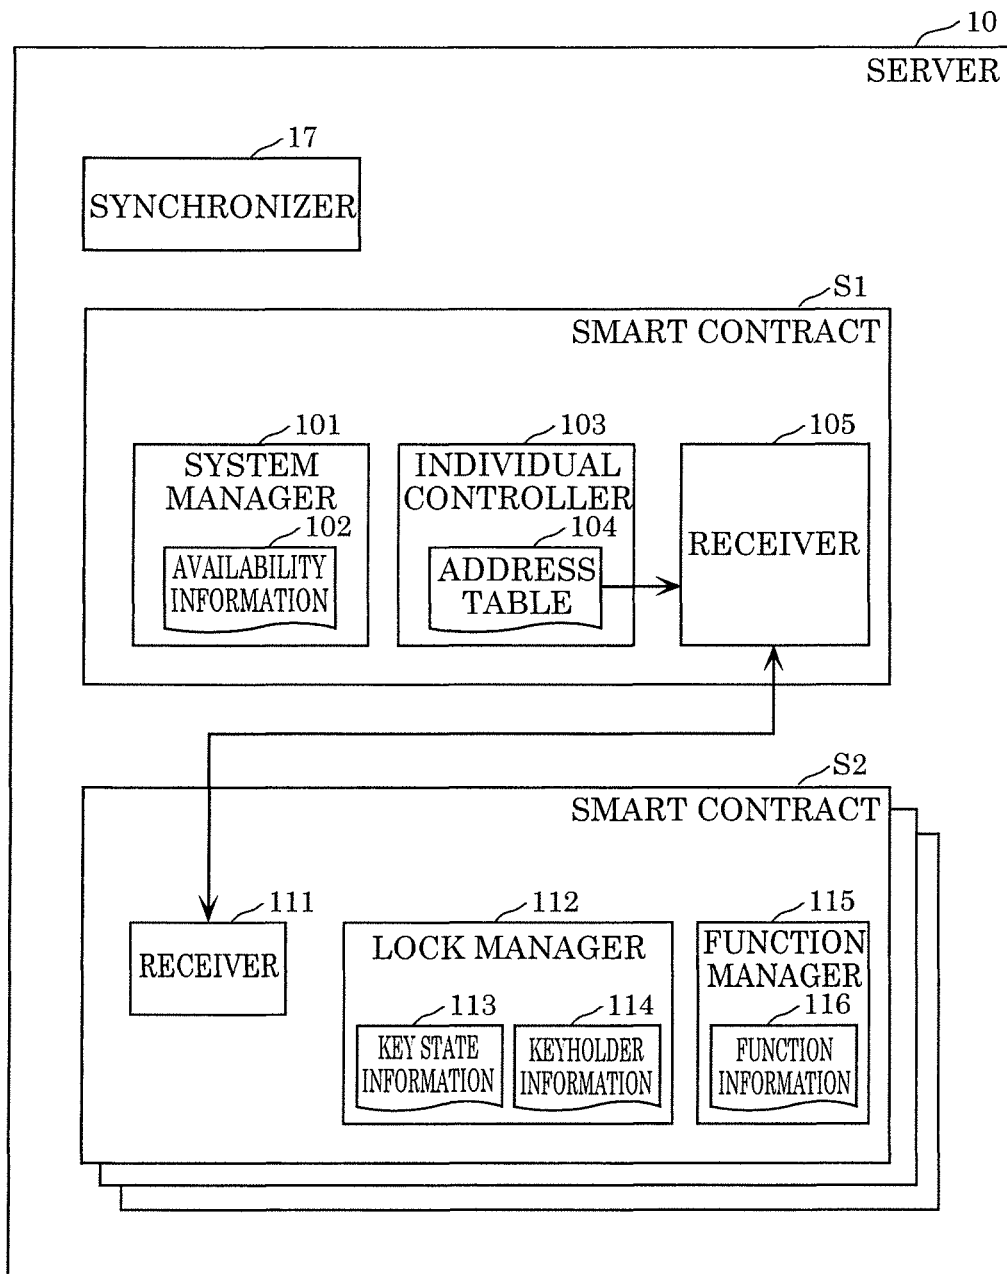 10
SERVER
17
SYNCHRONIZER
S1
SMART CONTRACT
101
SYSTEM
MANAGER
102
AVAILABILITY
INFORMATION
103
INDIVIDUAL
CONTROLLER
104
ADDRESS
TABLE
105
RECEIVER
S2
SMART CONTRACT
111
RECEIVER
112
LOCK MANAGER
113
KEY STATE
INFORMATION
114
KEYHOLDER
INFORMATION
115
FUNCTION
MANAGER
116
FUNCTION
INFORMATION